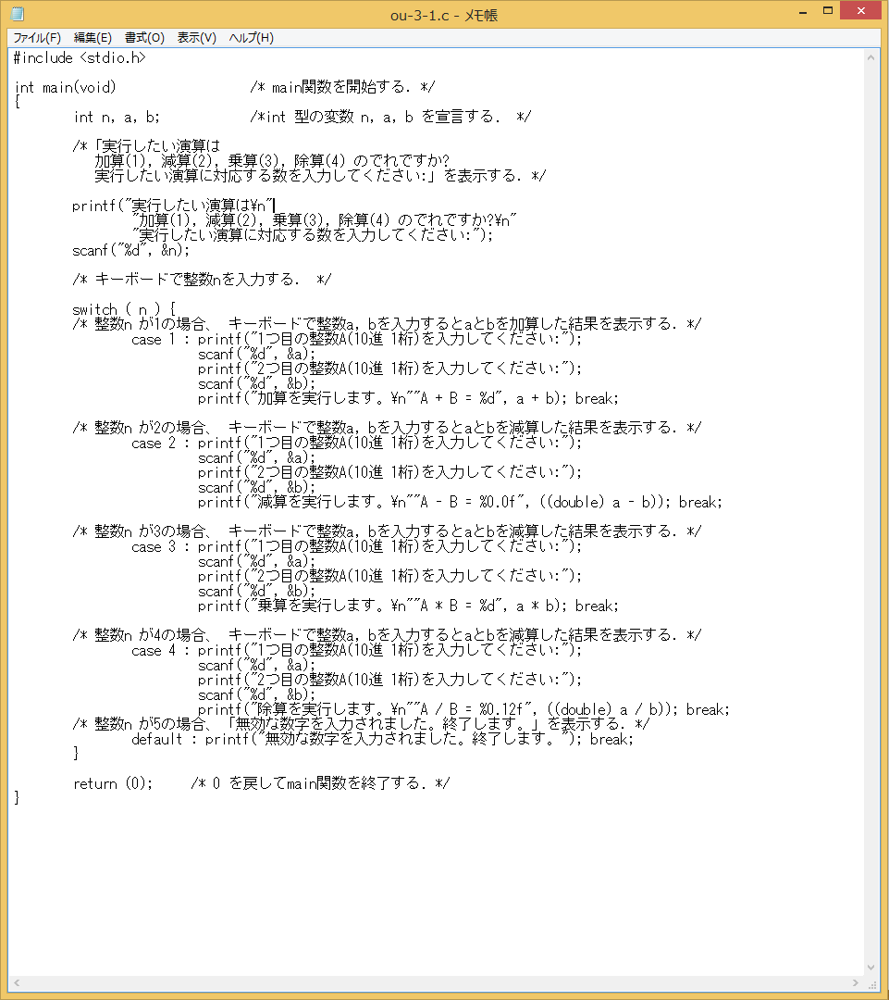 ou-3-1.c - メモ帳
ファイル(F) 編集(E) 書式(O) 表示(V) ヘルプ(H)
#include <stdio.h>
int main(void) /* main関数を開始する. */
{
int n, a, b; /*int 型の変数 n, a, b を宣言する. */
/*「実行したい演算は
加算(1), 減算(2), 乗算(3), 除算(4) のでれですか?
実行したい演算に対応する数を入力してください:」を表示する. */
printf("実行したい演算は¥n"
"加算(1), 減算(2), 乗算(3), 除算(4) のでれですか?¥n"
"実行したい演算に対応する数を入力してください:");
scanf("%d", &n);
/* キーボードで整数nを入力する. */
switch ( n ) {
/* 整数n が1の場合、 キーボードで整数a, bを入力するとaとbを加算した結果を表示する. */
case 1 : printf("1つ目の整数A(10進 1桁)を入力してください:");
scanf("%d", &a);
printf("2つ目の整数A(10進 1桁)を入力してください:");
scanf("%d", &b);
printf("加算を実行します。¥n""A + B = %d", a + b); break;
/* 整数n が2の場合、 キーボードで整数a, bを入力するとaとbを減算した結果を表示する. */
case 2 : printf("1つ目の整数A(10進 1桁)を入力してください:");
scanf("%d", &a);
printf("2つ目の整数A(10進 1桁)を入力してください:");
scanf("%d", &b);
printf("減算を実行します。¥n""A - B = %0.0f", ((double) a - b)); break;
/* 整数n が3の場合、 キーボードで整数a, bを入力するとaとbを減算した結果を表示する. */
case 3 : printf("1つ目の整数A(10進 1桁)を入力してください:");
scanf("%d", &a);
printf("2つ目の整数A(10進 1桁)を入力してください:");
scanf("%d", &b);
printf("乗算を実行します。¥n""A * B = %d", a * b); break;
/* 整数n が4の場合、 キーボードで整数a, bを入力するとaとbを減算した結果を表示する. */
case 4 : printf("1つ目の整数A(10進 1桁)を入力してください:");
scanf("%d", &a);
printf("2つ目の整数A(10進 1桁)を入力してください:");
scanf("%d", &b);
printf("除算を実行します。¥n""A / B = %0.12f", ((double) a / b)); break;
/* 整数n が5の場合、「無効な数字を入力されました。終了します。」を表示する. */
default : printf("無効な数字を入力されました。終了します。"); break;
}
return (0); /* 0 を戻してmain関数を終了する. */
}